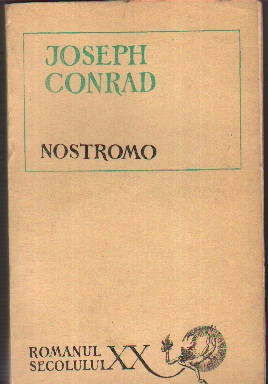 JOSEPH
CONRAD
NOSTROMO
ROMANUL
SECOLULUI XX